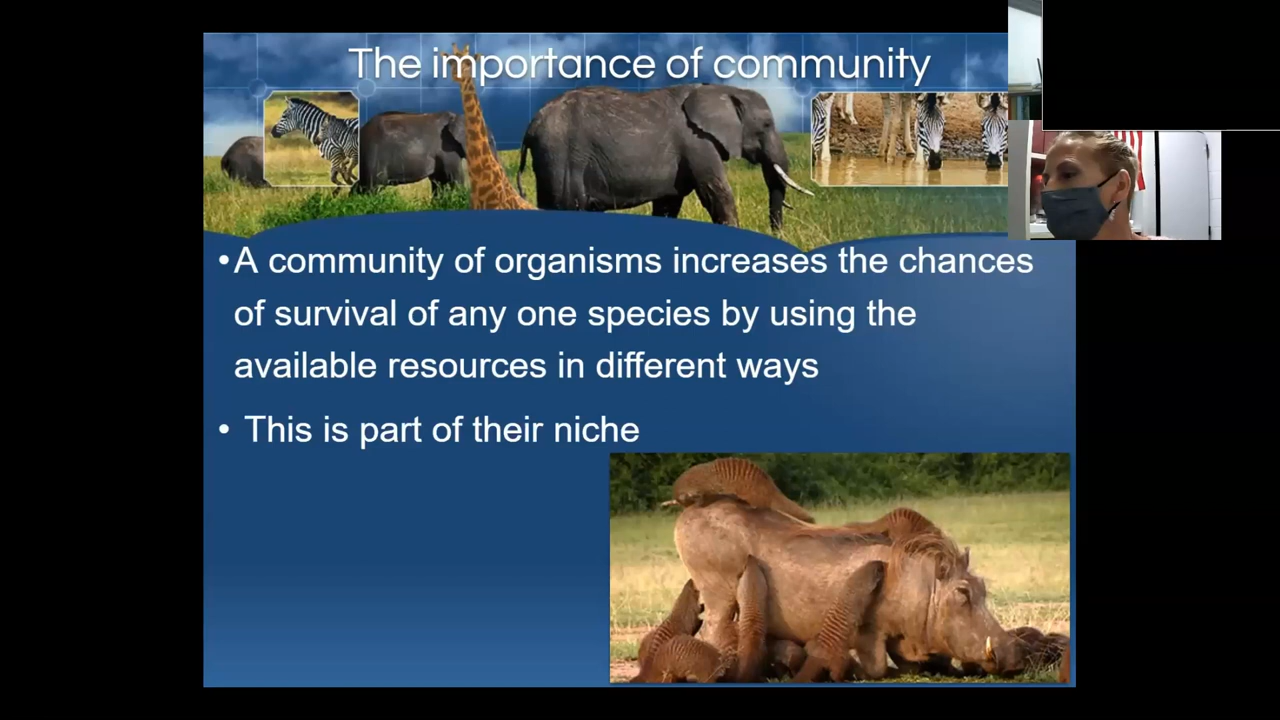 The importance of community
•A community of organisms increases the chances
of survival of any one species by using the
available resources in different ways
• This is part of their niche